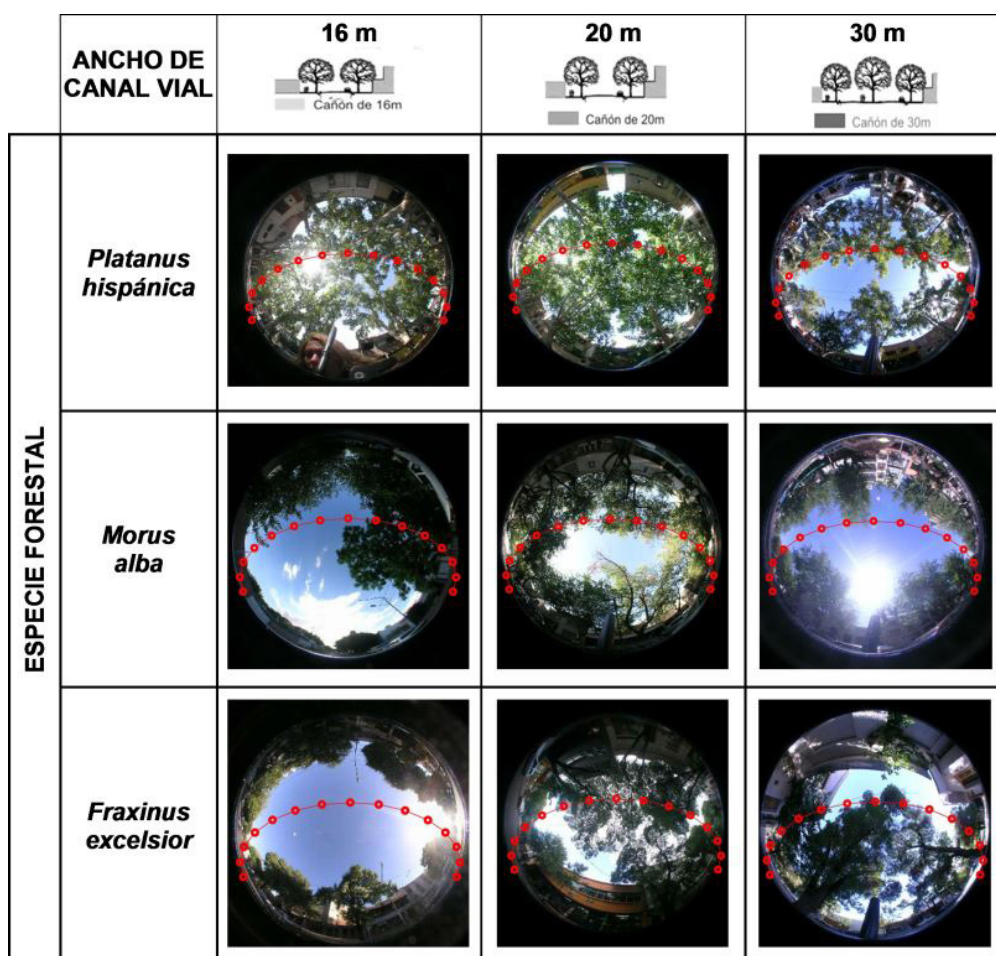 ANCHO DE
CANAL VIAL
16 m
Cañón de 16m
20 m
Cañón de 20m
30 m
Cañón de 30m
ESPECIE FORESTAL
Platanus
hispánica
Morus
alba
Fraxinus
excelsior